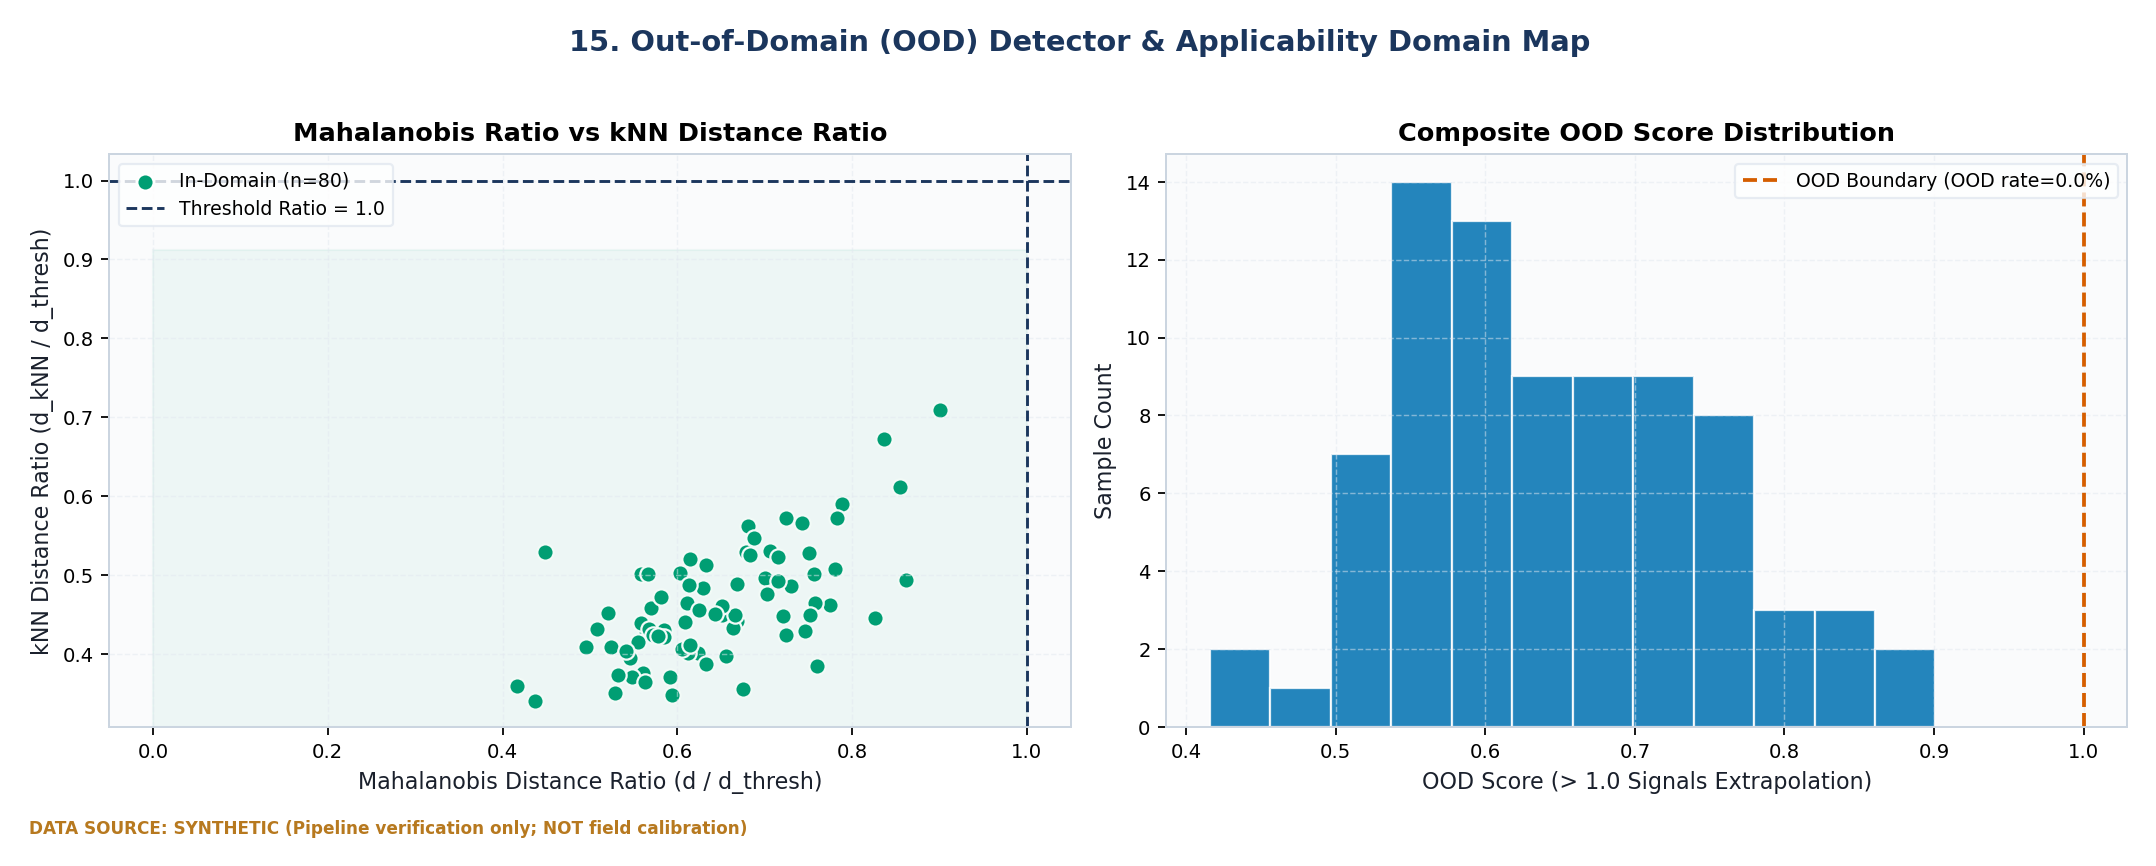 15. Out-of-Domain (OOD) Detector & Applicability Domain Map
Mahalanobis Ratio vs kNN Distance Ratio
In-Domain (n=80)
Threshold Ratio = 1.0
kNN Distance Ratio (d_kNN / d_thresh)
1.0
0.9
0.8
0.7
0.6
0.5
0.4
0.0 0.2 0.4 0.6 0.8 1.0
Mahalanobis Distance Ratio (d / d_thresh)
Composite OOD Score Distribution
OOD Boundary (OOD rate=0.0%)
Sample Count
14
12
10
8
6
4
2
0
0.4 0.5 0.6 0.7 0.8 0.9 1.0
OOD Score (> 1.0 Signals Extrapolation)
DATA SOURCE: SYNTHETIC (Pipeline verification only; NOT field calibration)